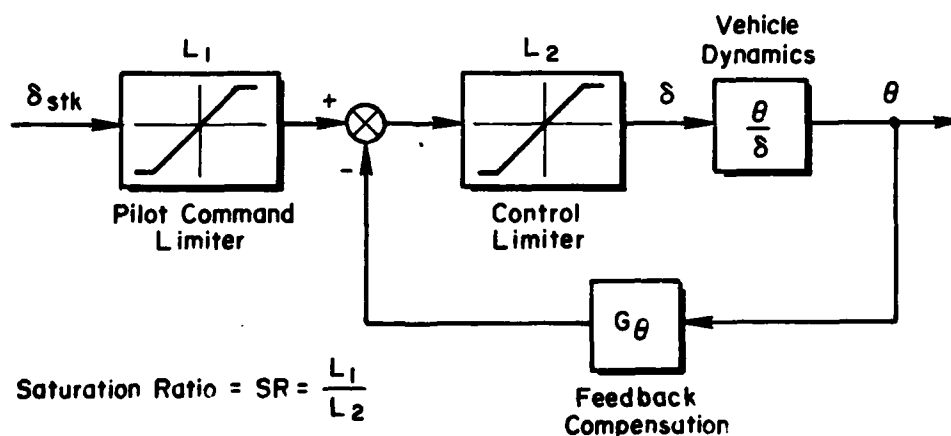 Vehicle
Dynamics
L1
L2
δstk
+
-
δ
θ/δ
θ
Pilot Command
Limiter
Control
Limiter
Gθ
Feedback
Compensation
Saturation Ratio = SR = L1/L2